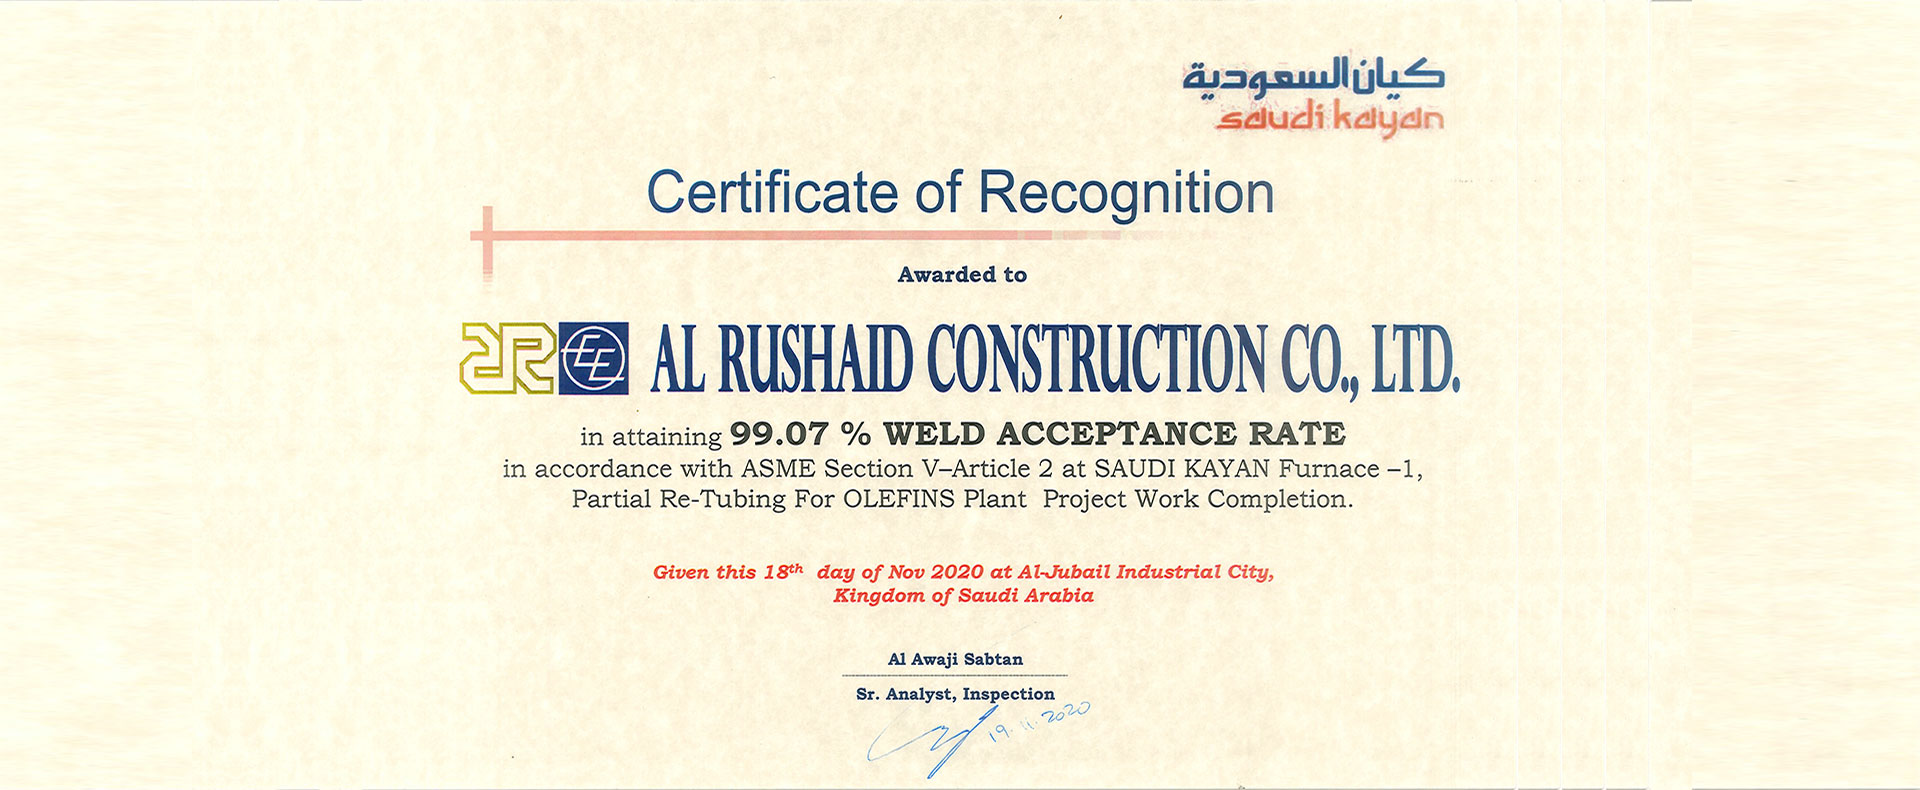 كيان السعودية
saudi kayan
Certificate of Recognition
Awarded to
AL RUSHAID CONSTRUCTION CO., LTD.
in attaining 99.07 % WELD ACCEPTANCE RATE
in accordance with ASME Section V–Article 2 at SAUDI KAYAN Furnace –1,
Partial Re-Tubing For OLEFINS Plant Project Work Completion.
Given this 18th day of Nov 2020 at Al-Jubail Industrial City,
Kingdom of Saudi Arabia
Al Awaji Sabtan
Sr. Analyst, Inspection
19.11.2020